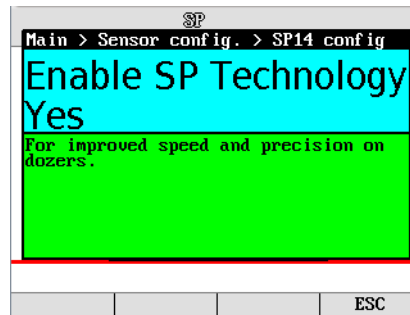 SP
Main > Sensor config. > SP14 config
Enable SP Technology
Yes
For improved speed and precision on
dozers.
ESC